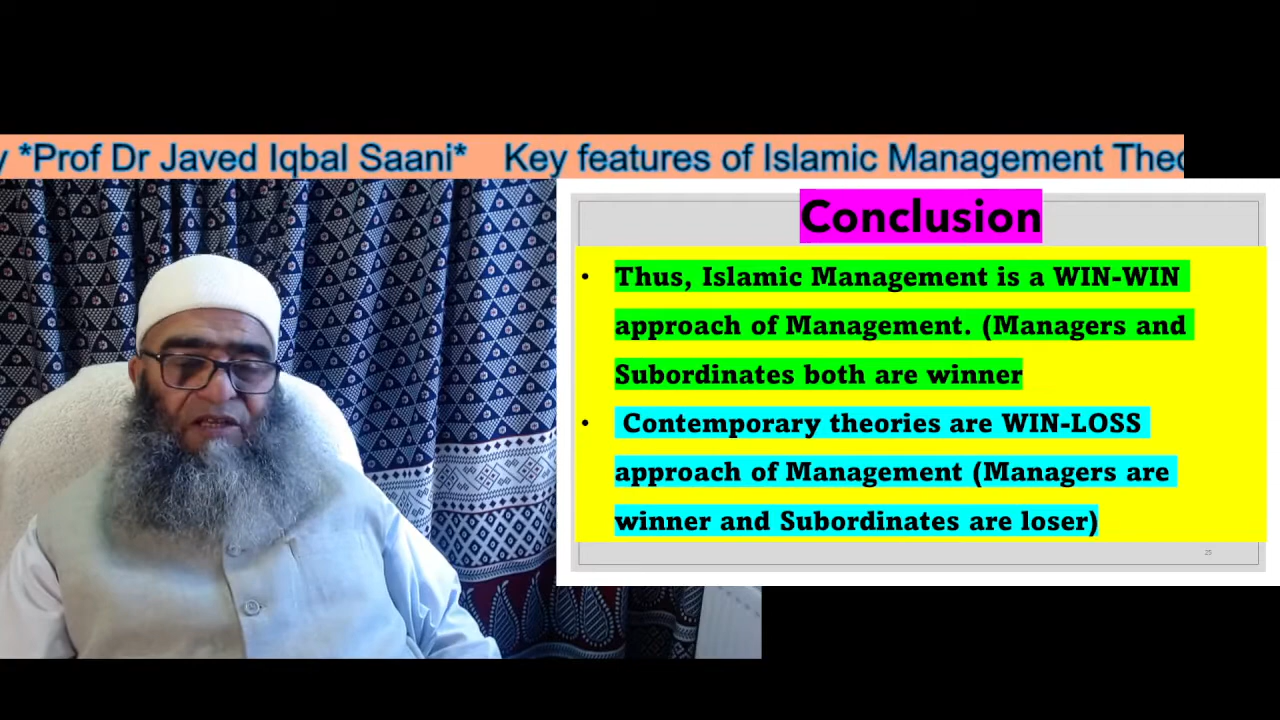 y *Prof Dr Javed Iqbal Saani* Key features of Islamic Management Theo
Conclusion
• Thus, Islamic Management is a WIN-WIN
approach of Management. (Managers and
Subordinates both are winner
• Contemporary theories are WIN-LOSS
approach of Management (Managers are
winner and Subordinates are loser)
25